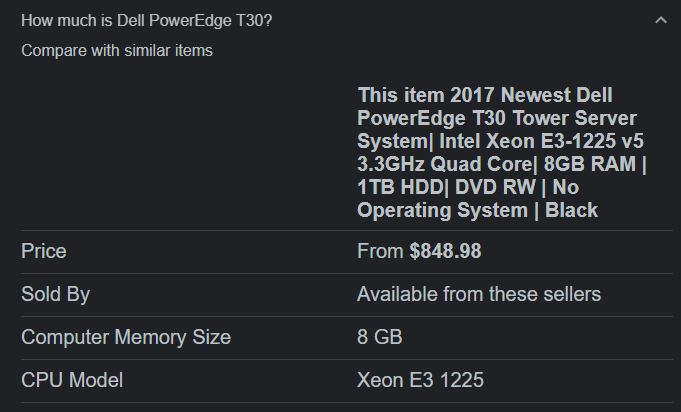 How much is Dell PowerEdge T30?
Compare with similar items
This item 2017 Newest Dell
PowerEdge T30 Tower Server
System| Intel Xeon E3-1225 v5
3.3GHz Quad Core| 8GB RAM |
1TB HDD| DVD RW | No
Operating System | Black
Price From $848.98
Sold By Available from these sellers
Computer Memory Size 8 GB
CPU Model Xeon E3 1225